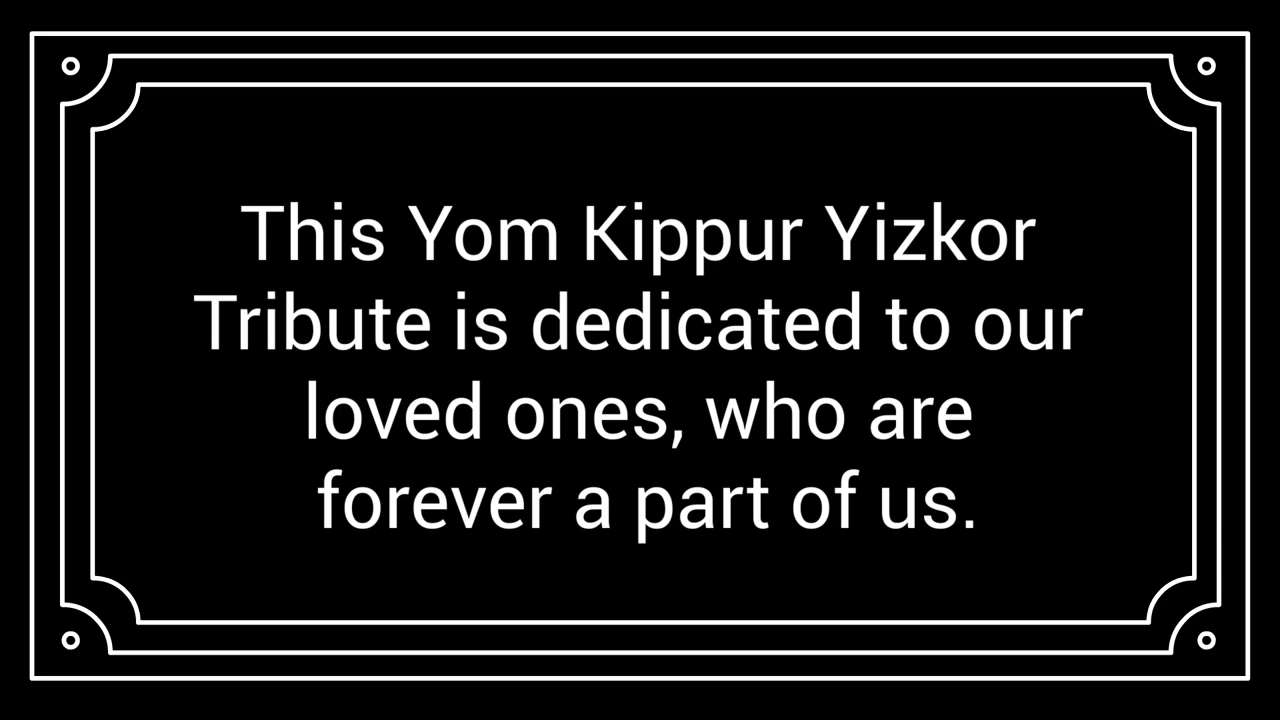 This Yom Kippur Yizkor
Tribute is dedicated to our
loved ones, who are
forever a part of us.